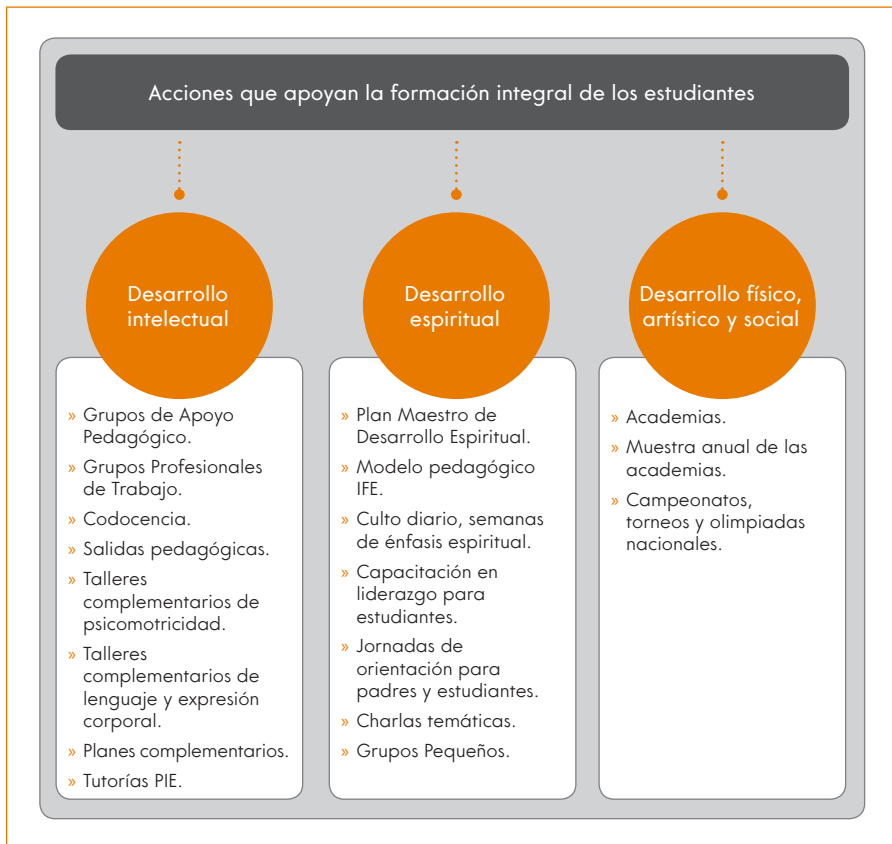 Acciones que apoyan la formación integral de los estudiantes
Desarrollo
intelectual
» Grupos de Apoyo
Pedagógico.
» Grupos Profesionales
de Trabajo.
» Codocencia.
» Salidas pedagógicas.
» Talleres
complementarios de
psicomotricidad.
» Talleres
complementarios de
lenguaje y expresión
corporal.
» Planes complementarios.
» Tutorías PIE.
Desarrollo
espiritual
» Plan Maestro de
Desarrollo Espiritual.
» Modelo pedagógico
IFE.
» Culto diario, semanas
de énfasis espiritual.
» Capacitación en
liderazgo para
estudiantes.
» Jornadas de
orientación para
padres y estudiantes.
» Charlas temáticas.
» Grupos Pequeños.
Desarrollo físico,
artístico y social
» Academias.
» Muestra anual de las
academias.
» Campeonatos,
torneos y olimpiadas
nacionales.